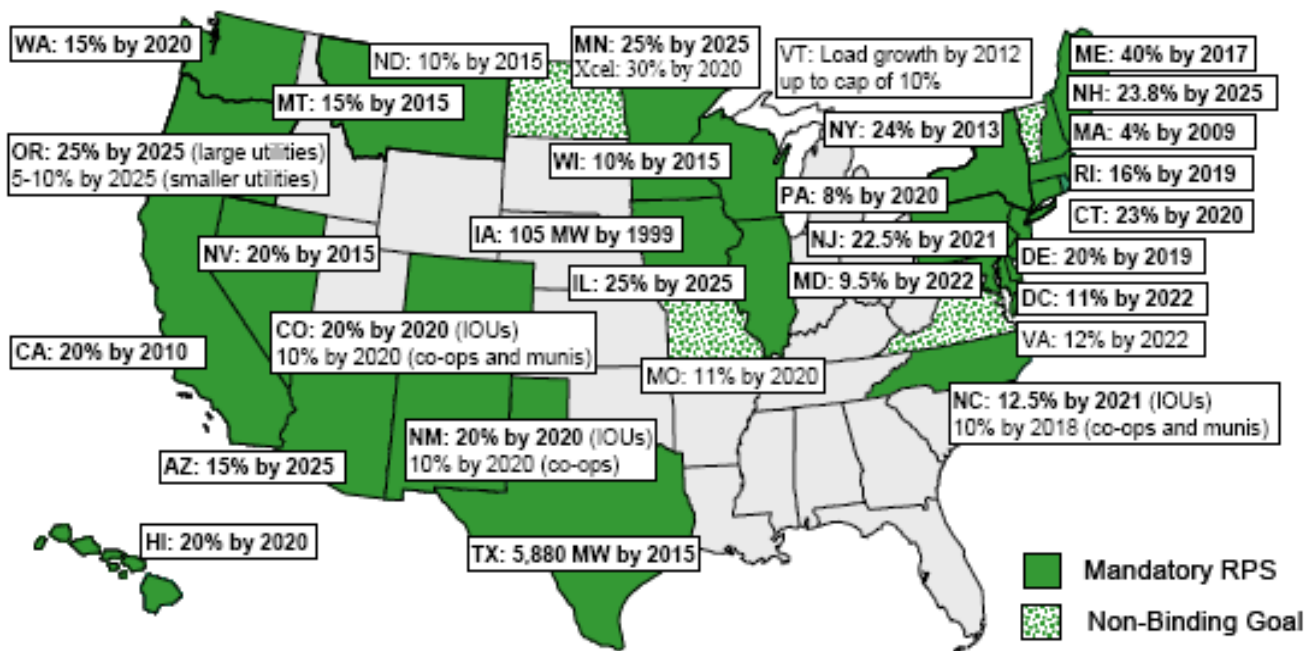 WA: 15% by 2020
ND: 10% by 2015
MN: 25% by 2025
Xcel: 30% by 2020
VT: Load growth by 2012
up to cap of 10%
ME: 40% by 2017
MT: 15% by 2015
NH: 23.8% by 2025
NY: 24% by 2013
MA: 4% by 2009
OR: 25% by 2025 (large utilities)
5-10% by 2025 (smaller utilities)
WI: 10% by 2015
RI: 16% by 2019
PA: 8% by 2020
CT: 23% by 2020
NV: 20% by 2015
IA: 105 MW by 1999
NJ: 22.5% by 2021
DE: 20% by 2019
IL: 25% by 2025
MD: 9.5% by 2022
DC: 11% by 2022
CO: 20% by 2020 (IOUs)
10% by 2020 (co-ops and munis)
VA: 12% by 2022
CA: 20% by 2010
MO: 11% by 2020
NC: 12.5% by 2021 (IOUs)
10% by 2018 (co-ops and munis)
NM: 20% by 2020 (IOUs)
10% by 2020 (co-ops)
AZ: 15% by 2025
HI: 20% by 2020
TX: 5,880 MW by 2015
Mandatory RPS
Non-Binding Goal